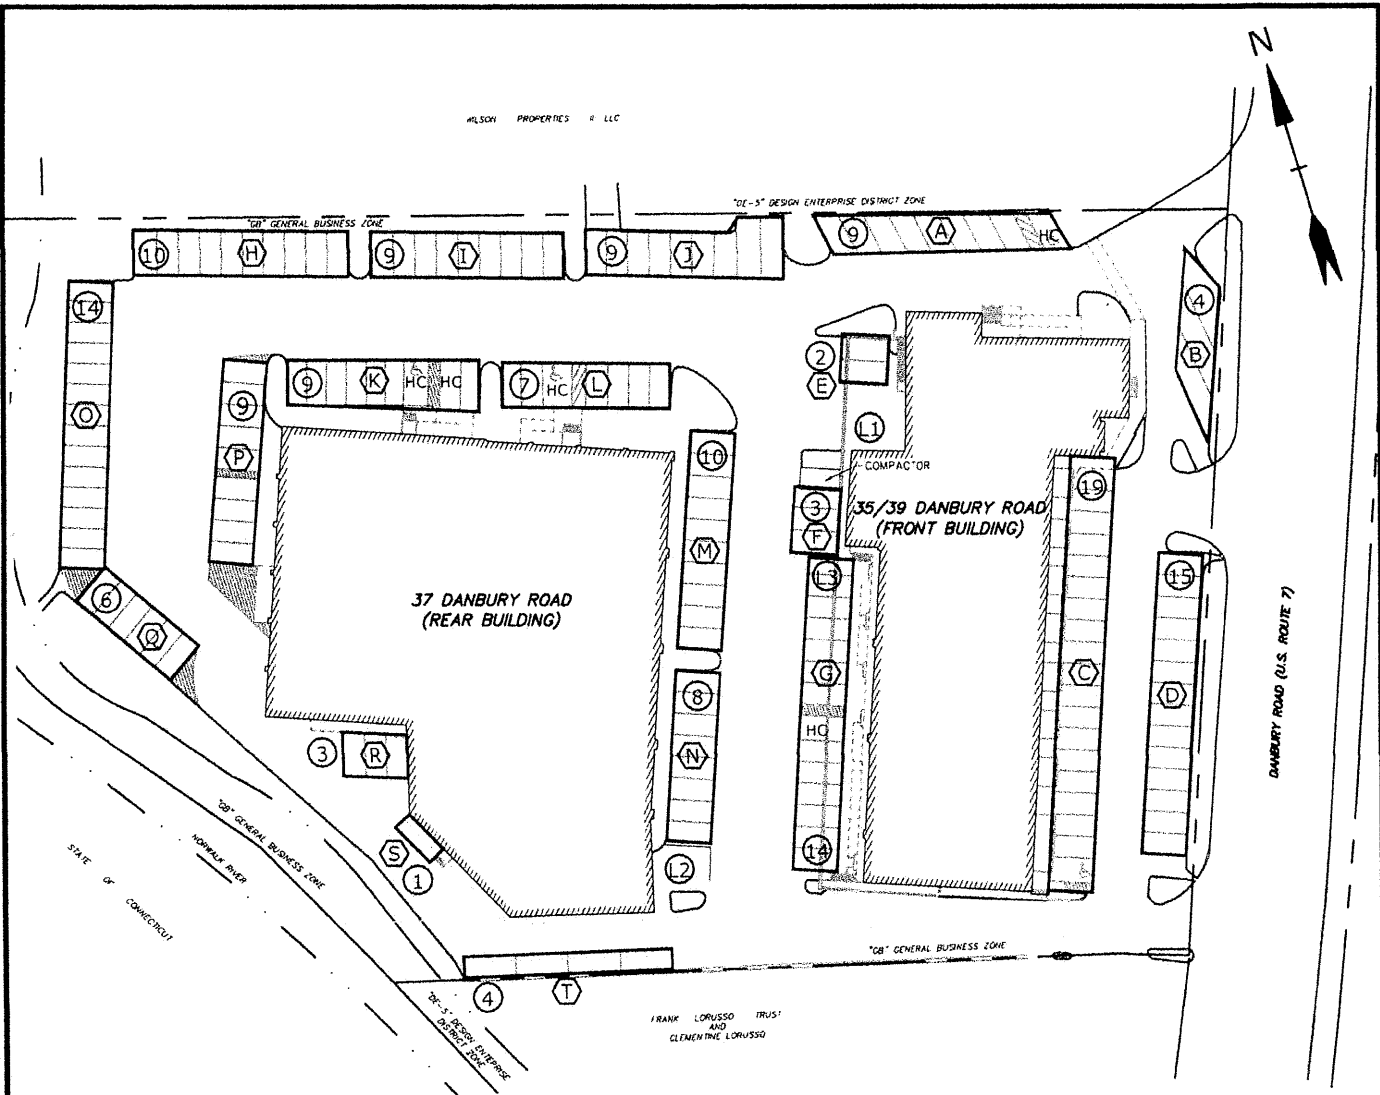 N
WILSON PROPERTIES II LLC
"GB" GENERAL BUSINESS ZONE
"DE-5" DESIGN ENTERPRISE DISTRICT ZONE
10 H
9 I
9 J
9 A HC
14
O
4
B
9
P
9 K HC HC
7 HC L
2
E
L1
COMPACTOR
10
M
3
F
35/39 DANBURY ROAD
(FRONT BUILDING)
19
C
L3
G
HC
14
15
D
6
Q
37 DANBURY ROAD
(REAR BUILDING)
DANBURY ROAD (U.S. ROUTE 7)
8
N
3 R
S
1
L2
"GB" GENERAL BUSINESS ZONE
NORWALK RIVER
STATE
OF
CONNECTICUT
"GB" GENERAL BUSINESS ZONE
4 T
"DE-5" DESIGN ENTERPRISE
DISTRICT ZONE
FRANK LORUSSO TRUST
AND
CLEMENTINE LORUSSO